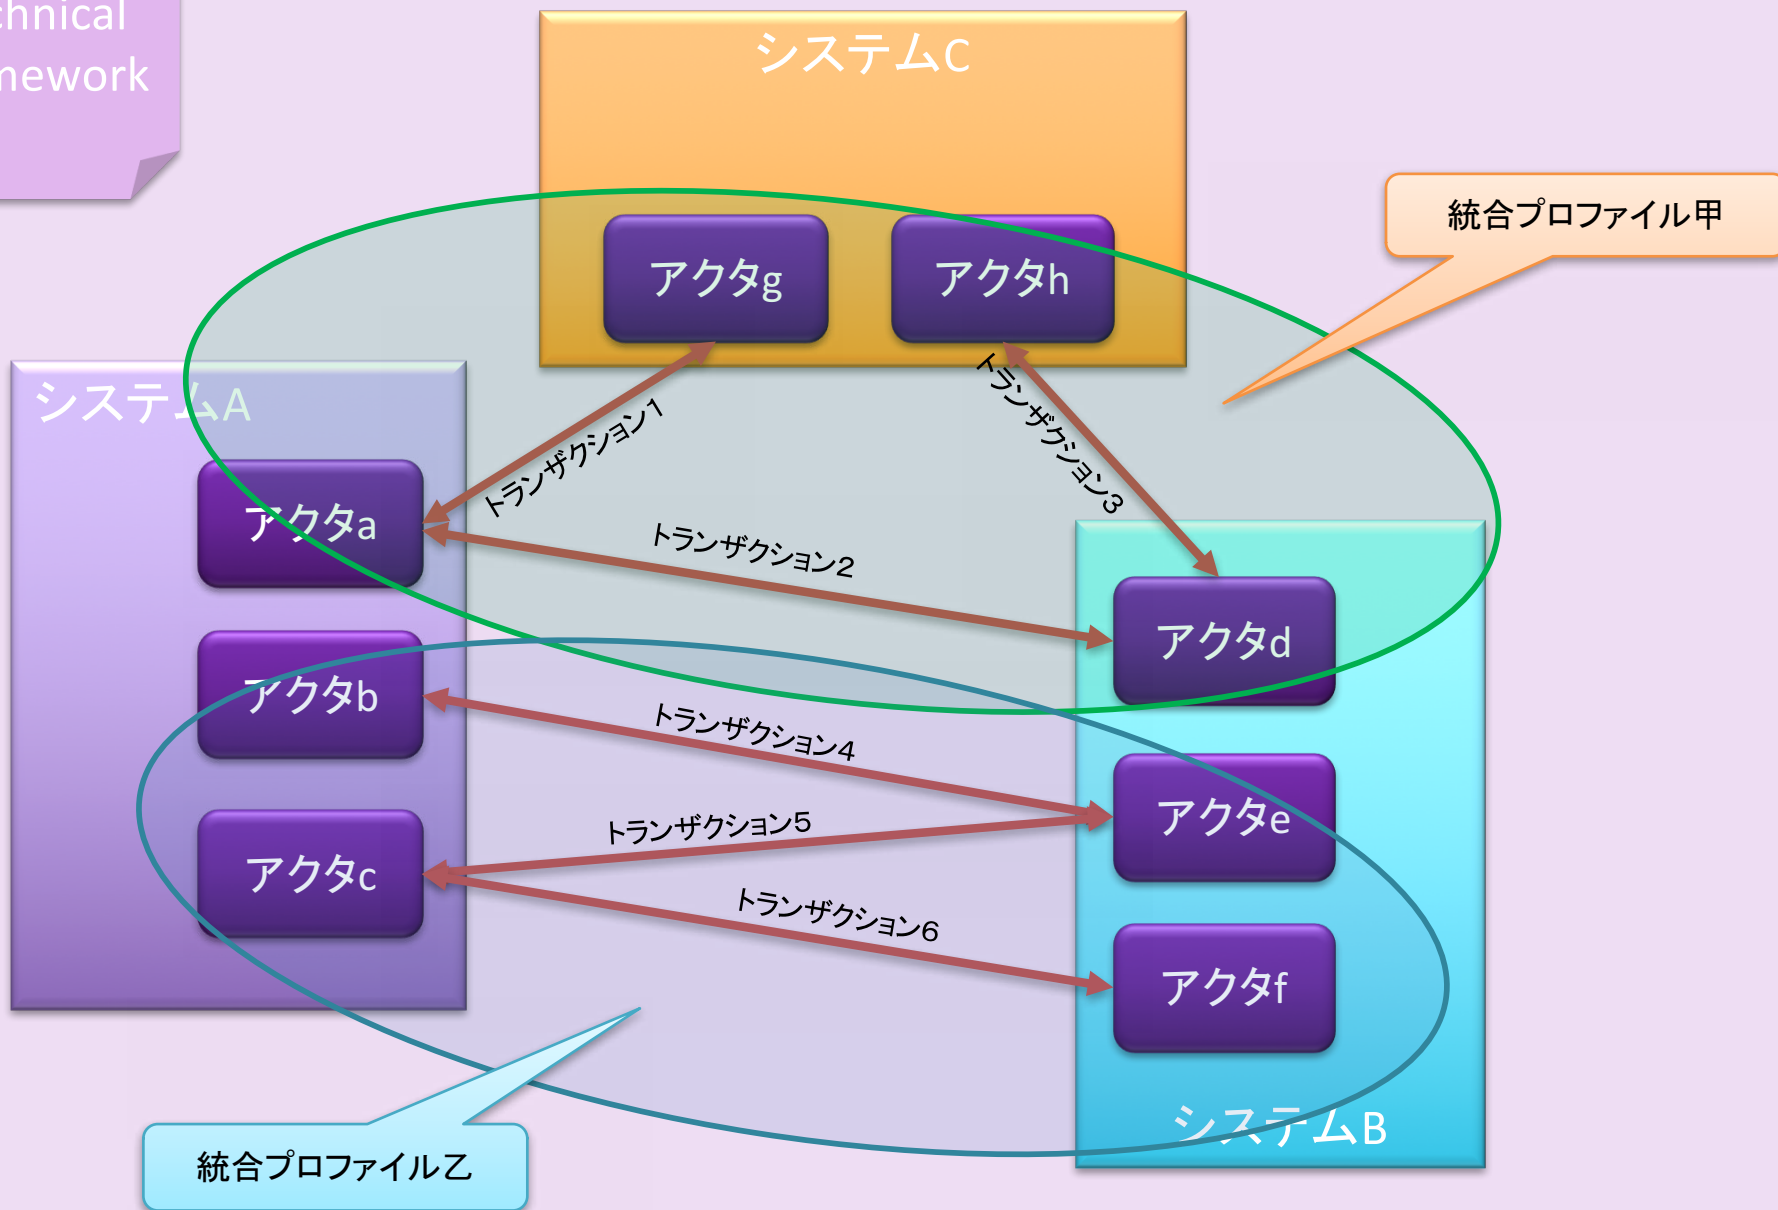 システムC
統合プロファイル甲
アクタg
アクタh
システムA
トランザクション1
トランザクション3
アクタa
トランザクション2
アクタd
アクタb
トランザクション4
アクタe
トランザクション5
アクタc
トランザクション6
アクタf
システムB
統合プロファイル乙